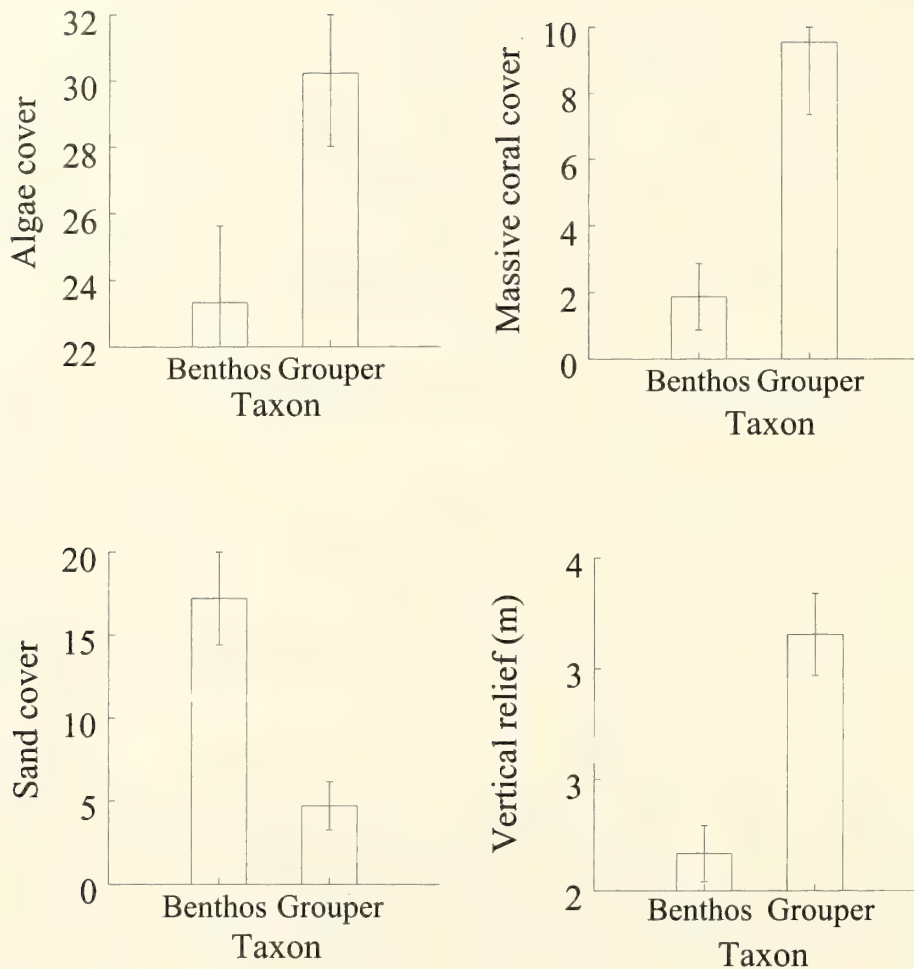 Algae cover
32
30
28
26
24
22
Benthos Grouper
Taxon
Massive coral cover
10
8
6
4
2
0
Benthos Grouper
Taxon
Sand cover
20
15
10
5
0
Benthos Grouper
Taxon
Vertical relief (m)
4
3
3
2
Benthos Grouper
Taxon